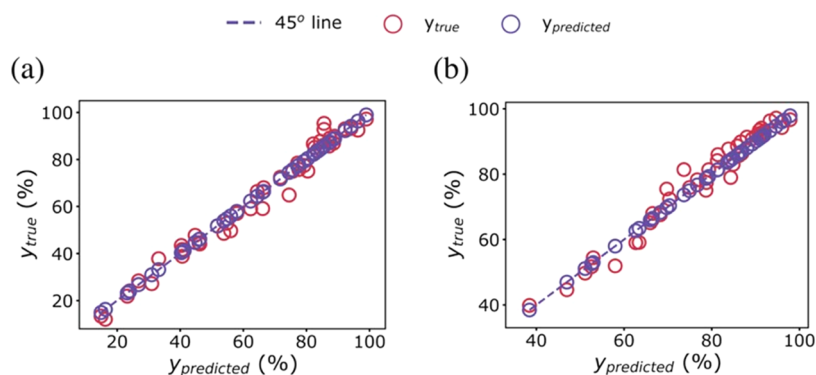 45° line y_true y_predicted
(a) (b)
100
80
60
40
20
y_true (%)
20 40 60 80 100
y_predicted (%)
100
80
60
40
y_true (%)
40 60 80 100
y_predicted (%)